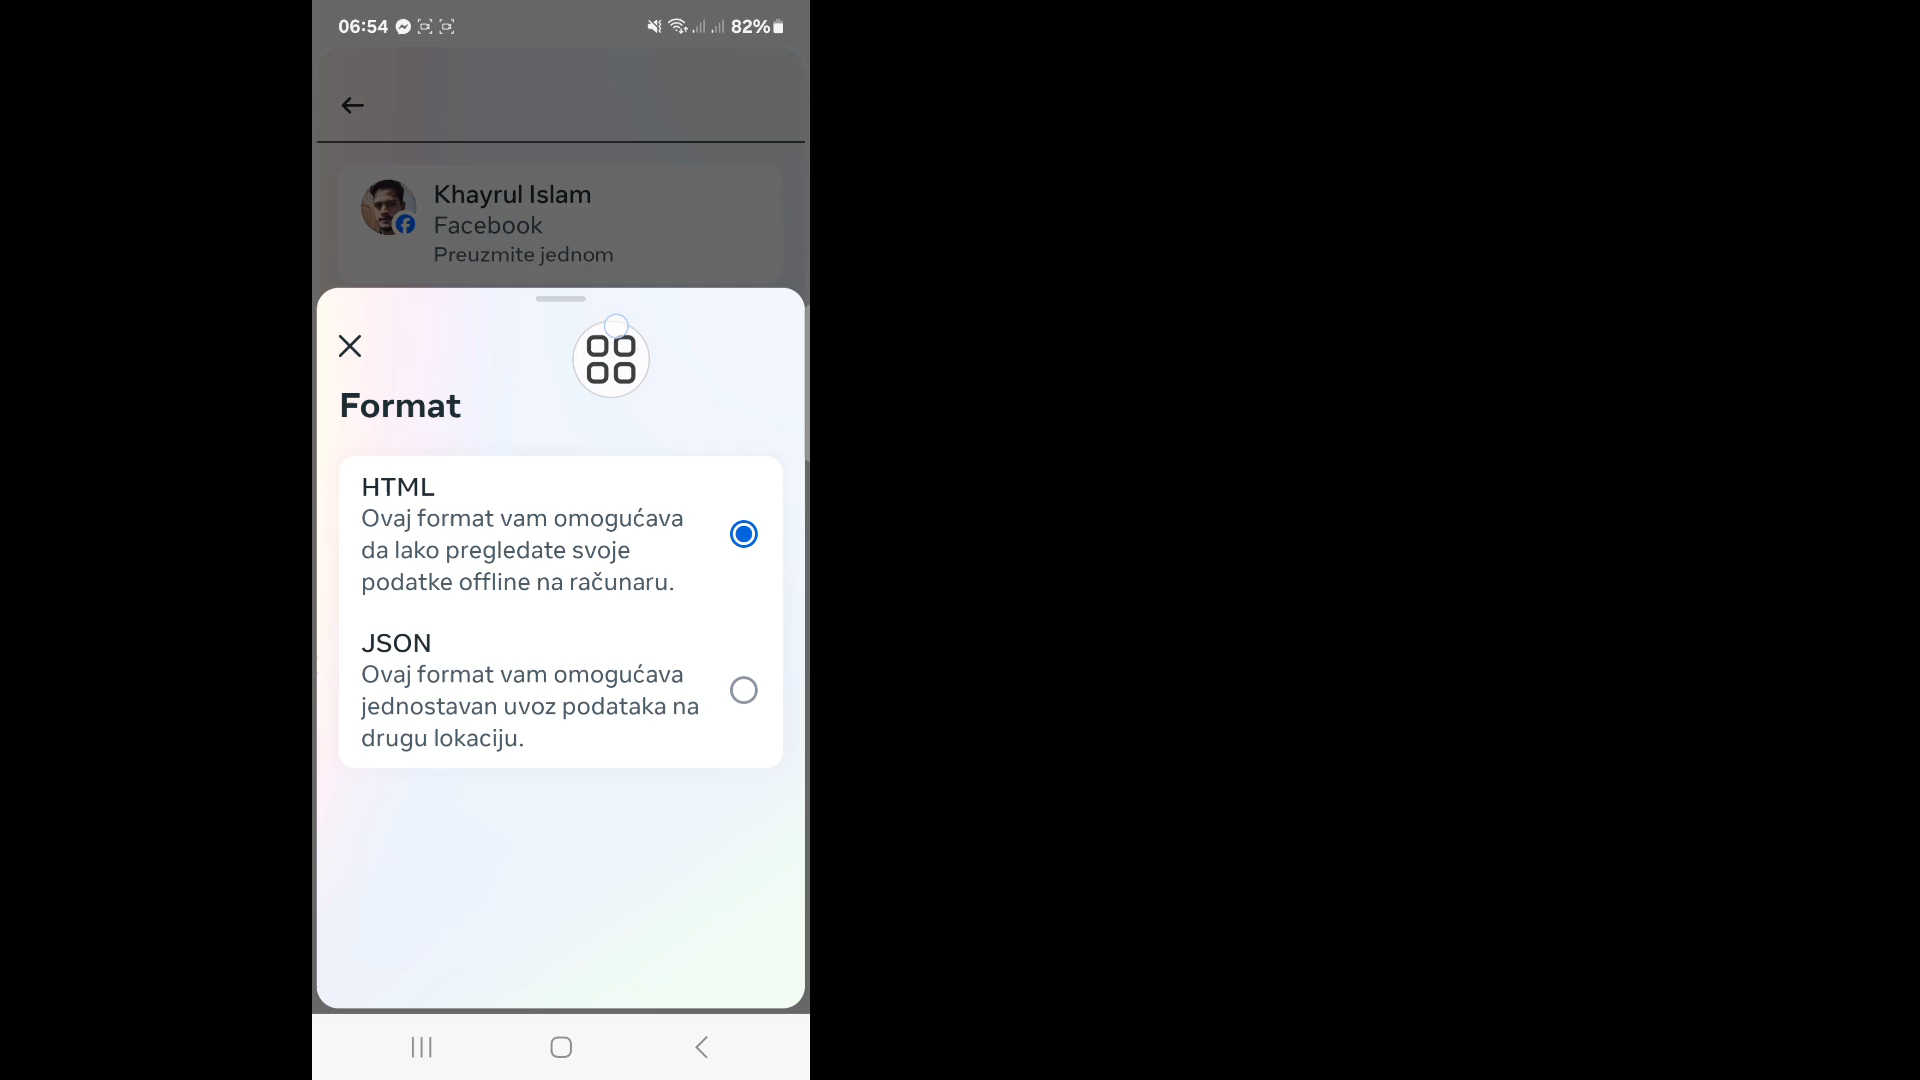 06:54
82%
Khayrul Islam
Facebook
Preuzmite jednom
Format
HTML
Ovaj format vam omogućava
da lako pregledate svoje
podatke offline na računaru.
JSON
Ovaj format vam omogućava
jednostavan uvoz podataka na
drugu lokaciju.